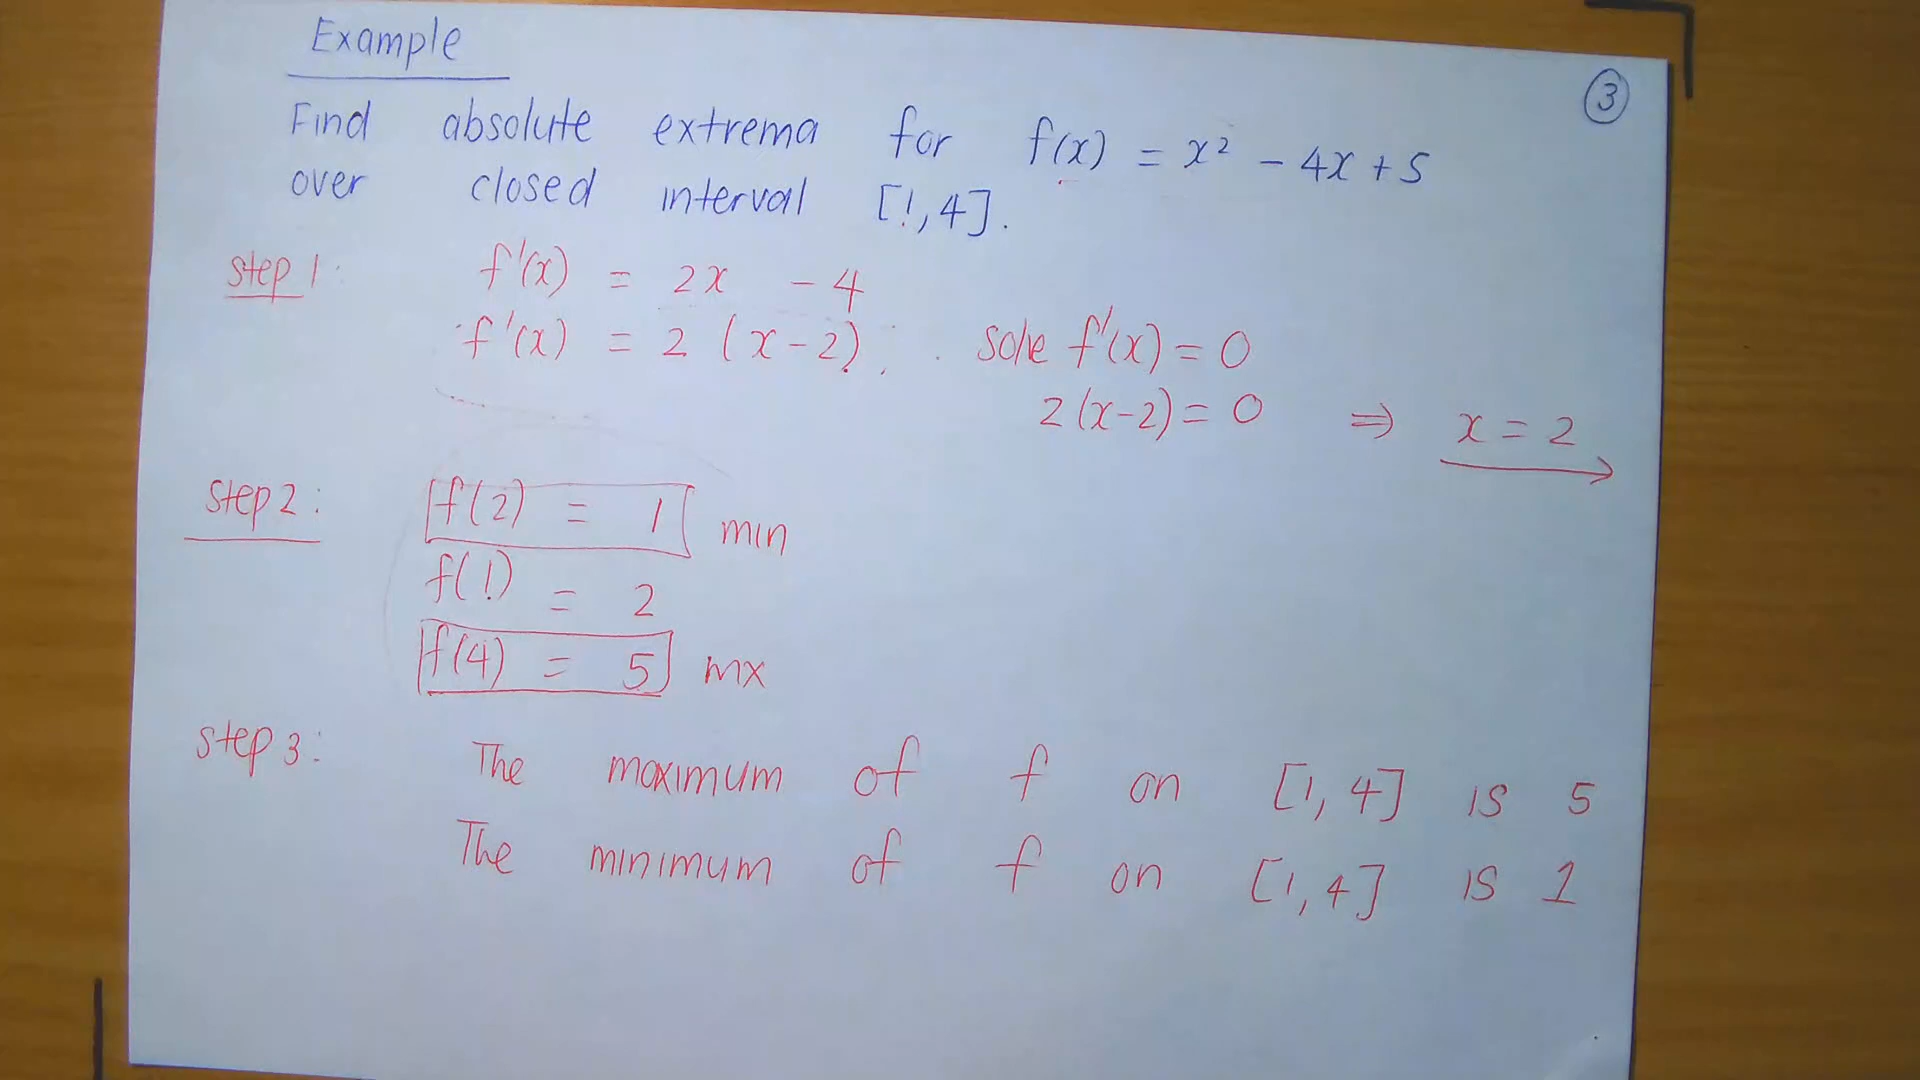 Example
③
Find absolute extrema for f(x) = x² - 4x + 5
over closed interval [1,4].
step 1: f'(x) = 2x - 4
f'(x) = 2(x-2), solve f'(x) = 0
2(x-2) = 0 ⇒ x = 2
step 2: f(2) = 1 min
f(1) = 2
f(4) = 5 mx
step 3: The maximum of f on [1,4] is 5
The minimum of f on [1,4] is 1